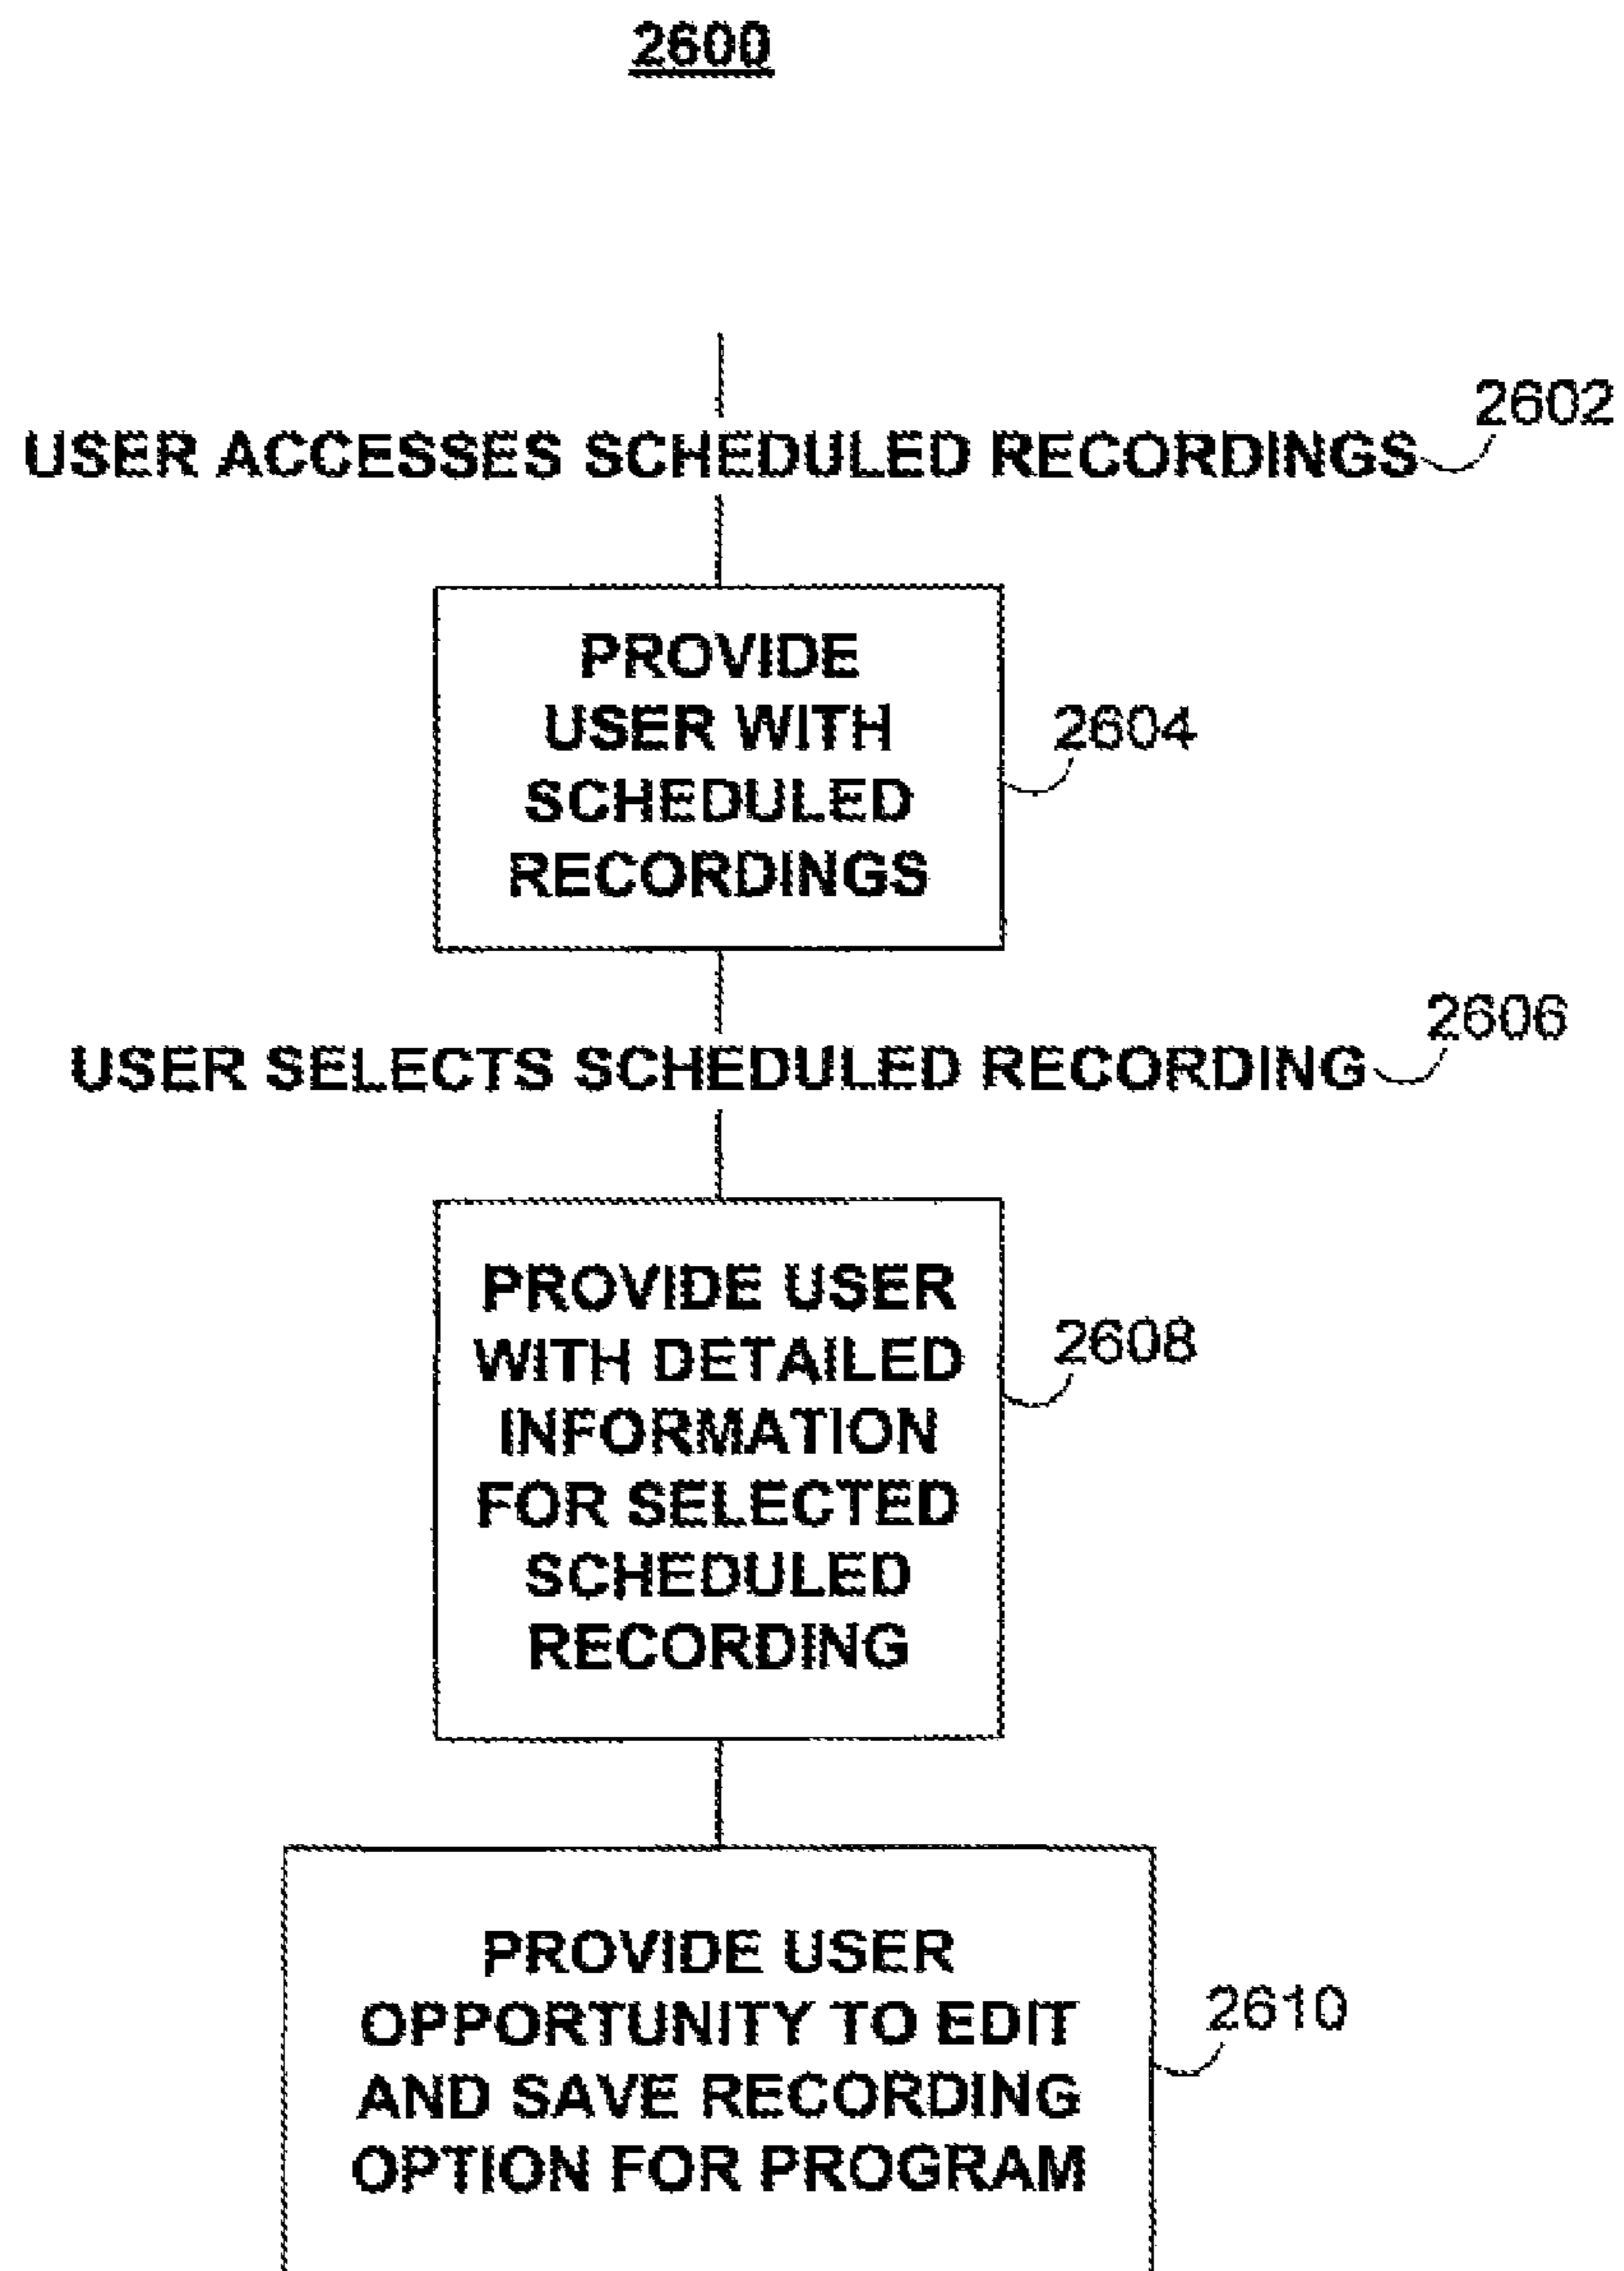 2600
2602
USER ACCESSES SCHEDULED RECORDINGS
PROVIDE
USER WITH
2604
SCHEDULED
RECORDINGS
2606
USER SELECTS SCHEDULED RECORDING
PROVIDE USER
WITH DETAILED
2608
INFORMATION
FOR SELECTED
SCHEDULED
RECORDING
PROVIDE USER
OPPORTUNITY TO EDIT
2610
AND SAVE RECORDING
OPTION FOR PROGRAM